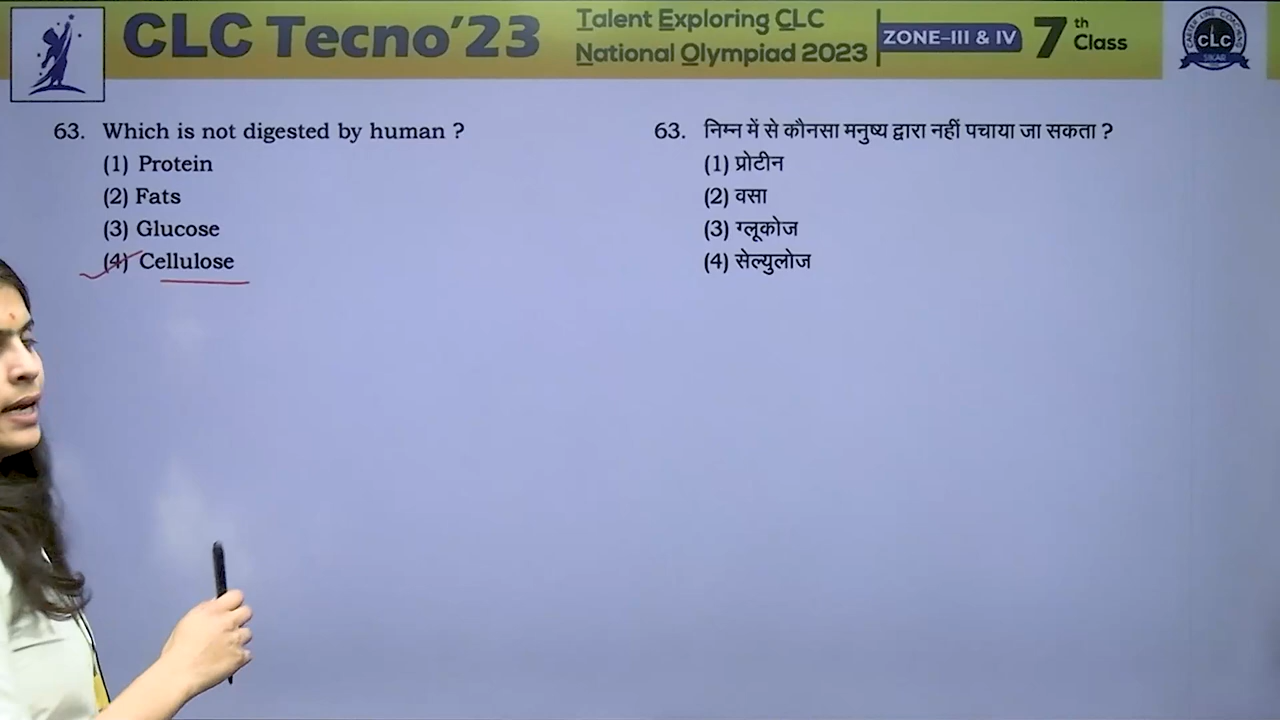 CLC Tecno'23
Talent Exploring CLC
National Olympiad 2023
ZONE–III & IV
7th Class
CLC
63. Which is not digested by human ?
(1) Protein
(2) Fats
(3) Glucose
(4) Cellulose
63. निम्न में से कौनसा मनुष्य द्वारा नहीं पचाया जा सकता ?
(1) प्रोटीन
(2) वसा
(3) ग्लूकोज
(4) सेल्युलोज